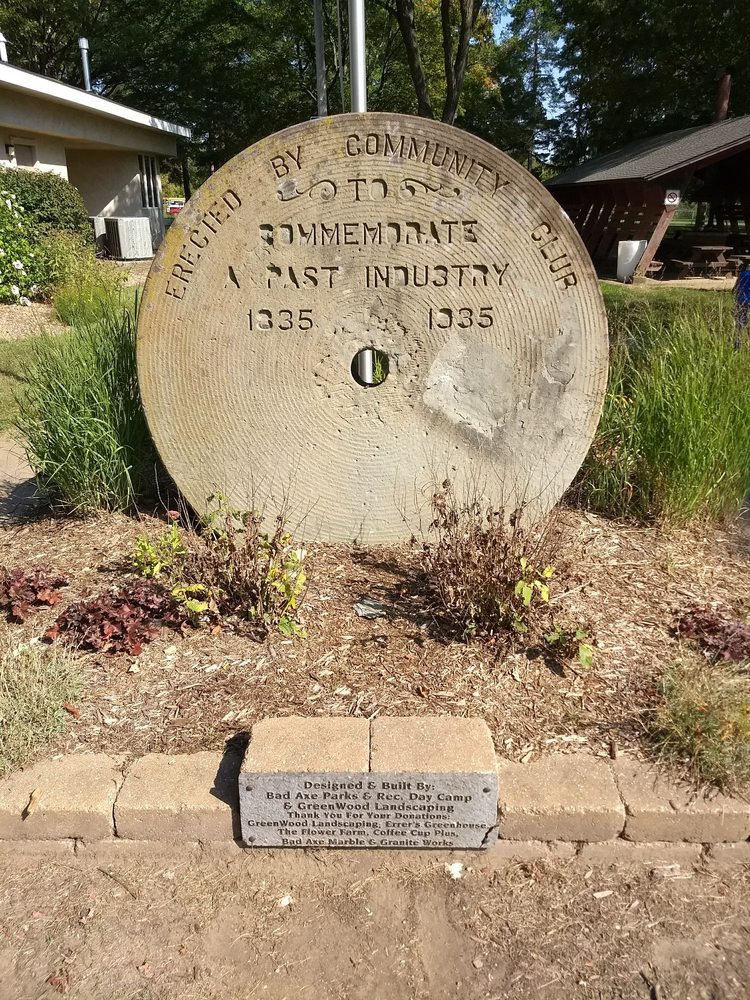 ERECTED BY COMMUNITY CLUB
TO
COMMEMORATE
A PAST INDUSTRY
1835 1935
Designed & Built By:
Bad Axe Parks & Rec. Day Camp
& GreenWood Landscaping
Thank You For Your Donations:
GreenWood Landscaping, Errer's Greenhouse,
The Flower Farm, Coffee Cup Plus,
Bad Axe Marble & Granite Works